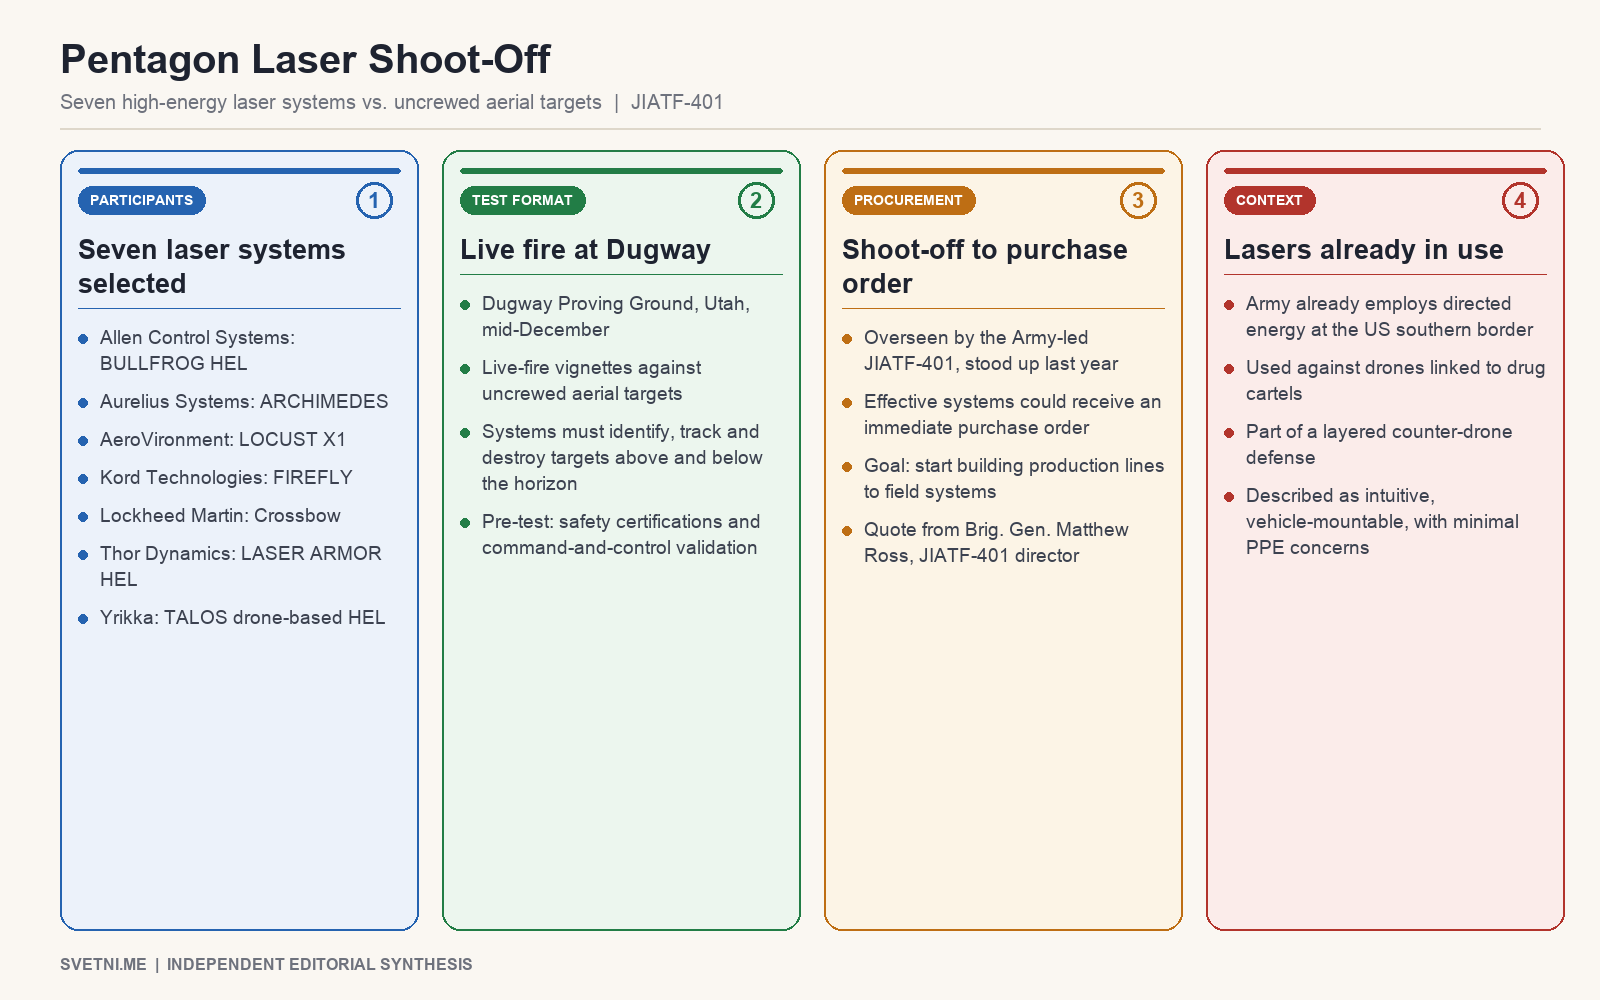 Pentagon Laser Shoot-Off
Seven high-energy laser systems vs. uncrewed aerial targets | JIATF-401
PARTICIPANTS
1
Seven laser systems
selected
Allen Control Systems:
BULLFROG HEL
Aurelius Systems: ARCHIMEDES
AeroVironment: LOCUST X1
Kord Technologies: FIREFLY
Lockheed Martin: Crossbow
Thor Dynamics: LASER ARMOR
HEL
Yrikka: TALOS drone-based HEL
TEST FORMAT
2
Live fire at Dugway
Dugway Proving Ground, Utah,
mid-December
Live-fire vignettes against
uncrewed aerial targets
Systems must identify, track and
destroy targets above and below
the horizon
Pre-test: safety certifications and
command-and-control validation
PROCUREMENT
3
Shoot-off to purchase
order
Overseen by the Army-led
JIATF-401, stood up last year
Effective systems could receive an
immediate purchase order
Goal: start building production lines
to field systems
Quote from Brig. Gen. Matthew
Ross, JIATF-401 director
CONTEXT
4
Lasers already in use
Army already employs directed
energy at the US southern border
Used against drones linked to drug
cartels
Part of a layered counter-drone
defense
Described as intuitive,
vehicle-mountable, with minimal
PPE concerns
SVETNI.ME | INDEPENDENT EDITORIAL SYNTHESIS